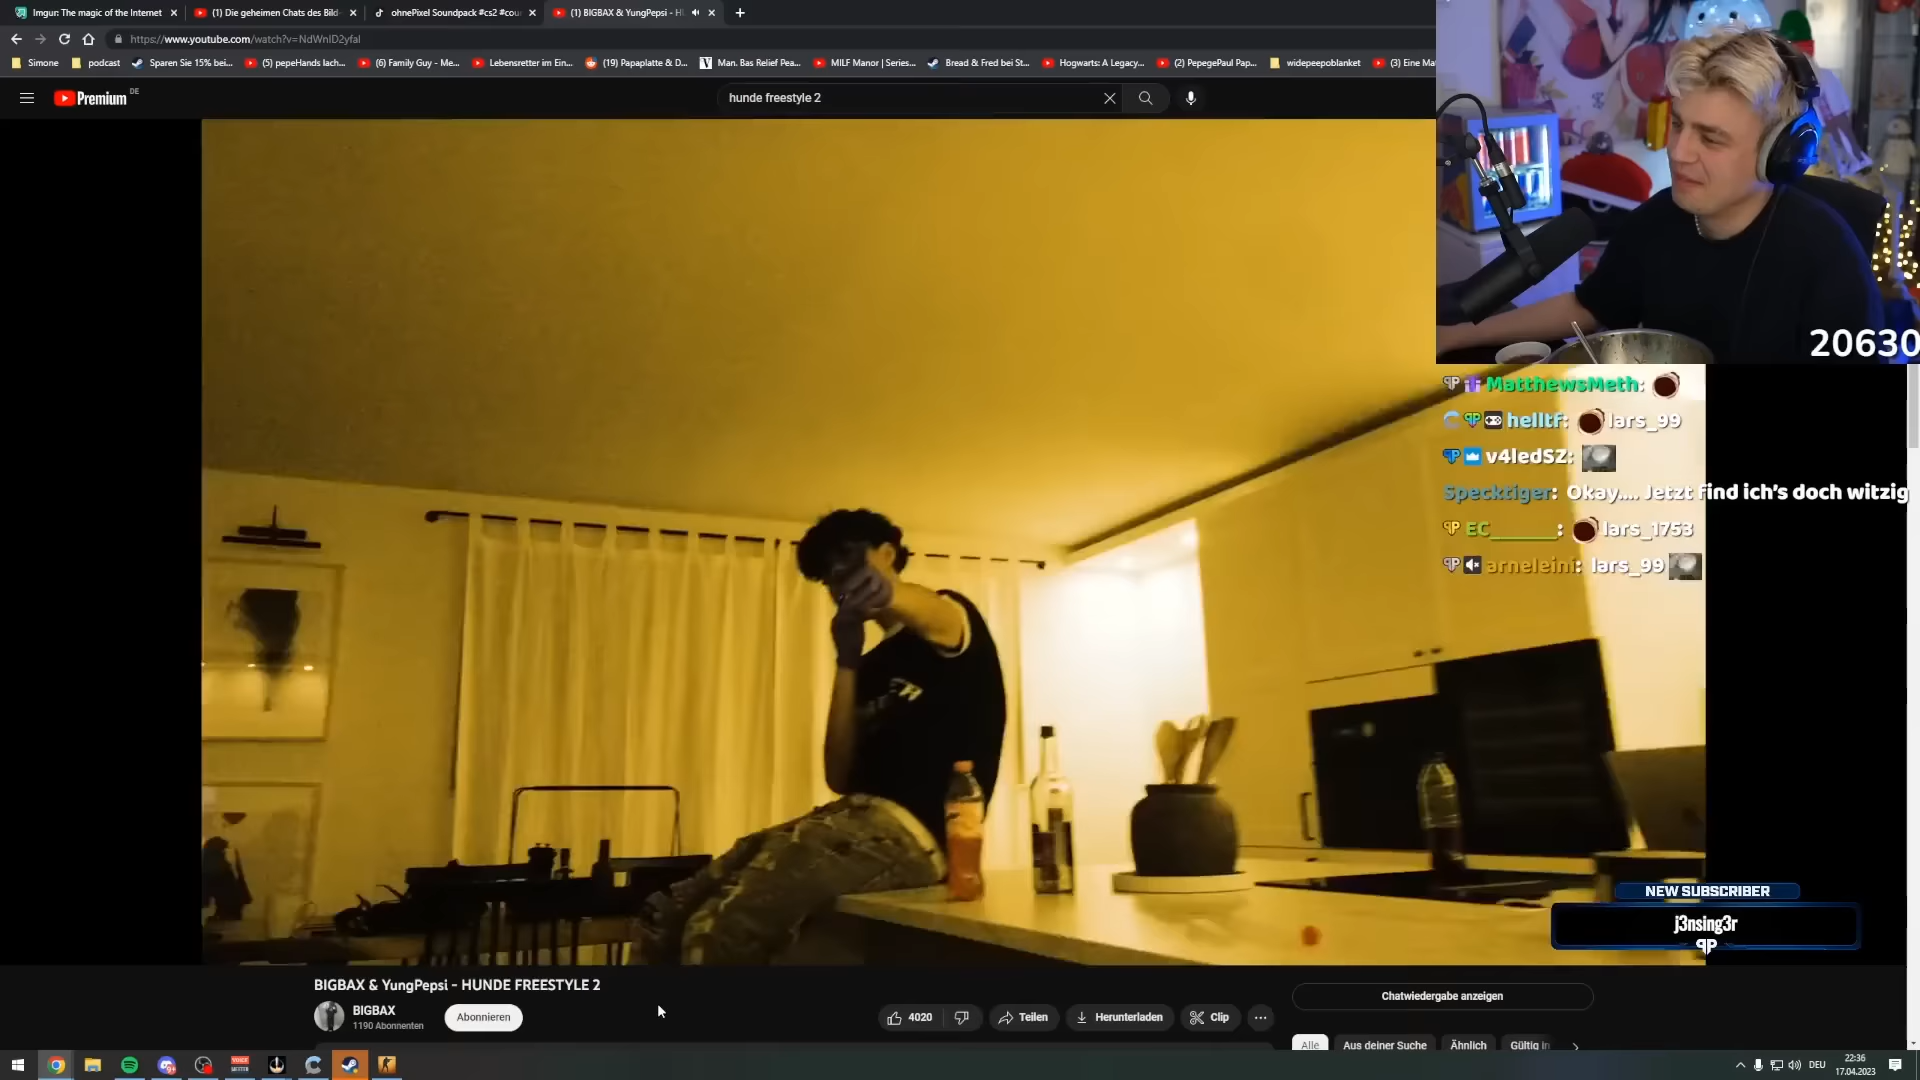 Imgur: The magic of the Internet
(1) Die geheimen Chats des Bild-
ohnePixel Soundpack #cs2 #cou
(1) BIGBAX & YungPepsi - H
https://www.youtube.com/watch?v=NdWnID2yfaI
Simone
podcast
Sparen Sie 15% bei...
(5) pepeHands lach...
(6) Family Guy - Me...
Lebensretter im Ein...
(19) Papaplatte & D...
Man. Bas Relief Pea...
MILF Manor | Series...
Bread & Fred bei St...
Hogwarts: A Legacy...
(2) PepegePaul Pap...
widepeepoblanket
(3) Eine Ma
Premium DE
hunde freestyle 2
20630
MatthewsMeth:
helltf: lars_99
v4ledSZ:
Specktiger: Okay.... Jetzt find ich's doch witzig
EC______: lars_1753
arneleini: lars_99
NEW SUBSCRIBER
j3nsing3r
BIGBAX & YungPepsi - HUNDE FREESTYLE 2
BIGBAX
1190 Abonnenten
Abonnieren
4020
Teilen
Herunterladen
Clip
Chatwiedergabe anzeigen
Alle
Aus deiner Suche
Ähnlich
Gültig in
DEU
22:36
17.04.2023